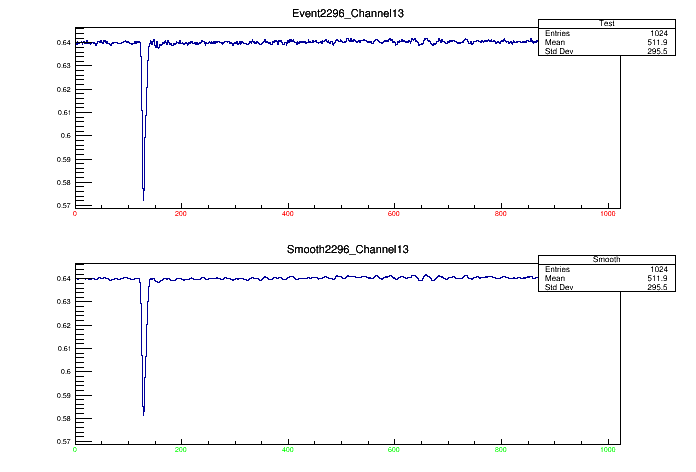 Event2296_Channel13
Test
Entries 1024
Mean 511.9
Std Dev 295.5
0.64
0.63
0.62
0.61
0.6
0.59
0.58
0.57
0 200 400 600 800 1000
Smooth2296_Channel13
Smooth
Entries 1024
Mean 511.9
Std Dev 295.5
0.64
0.63
0.62
0.61
0.6
0.59
0.58
0.57
0 200 400 600 800 1000